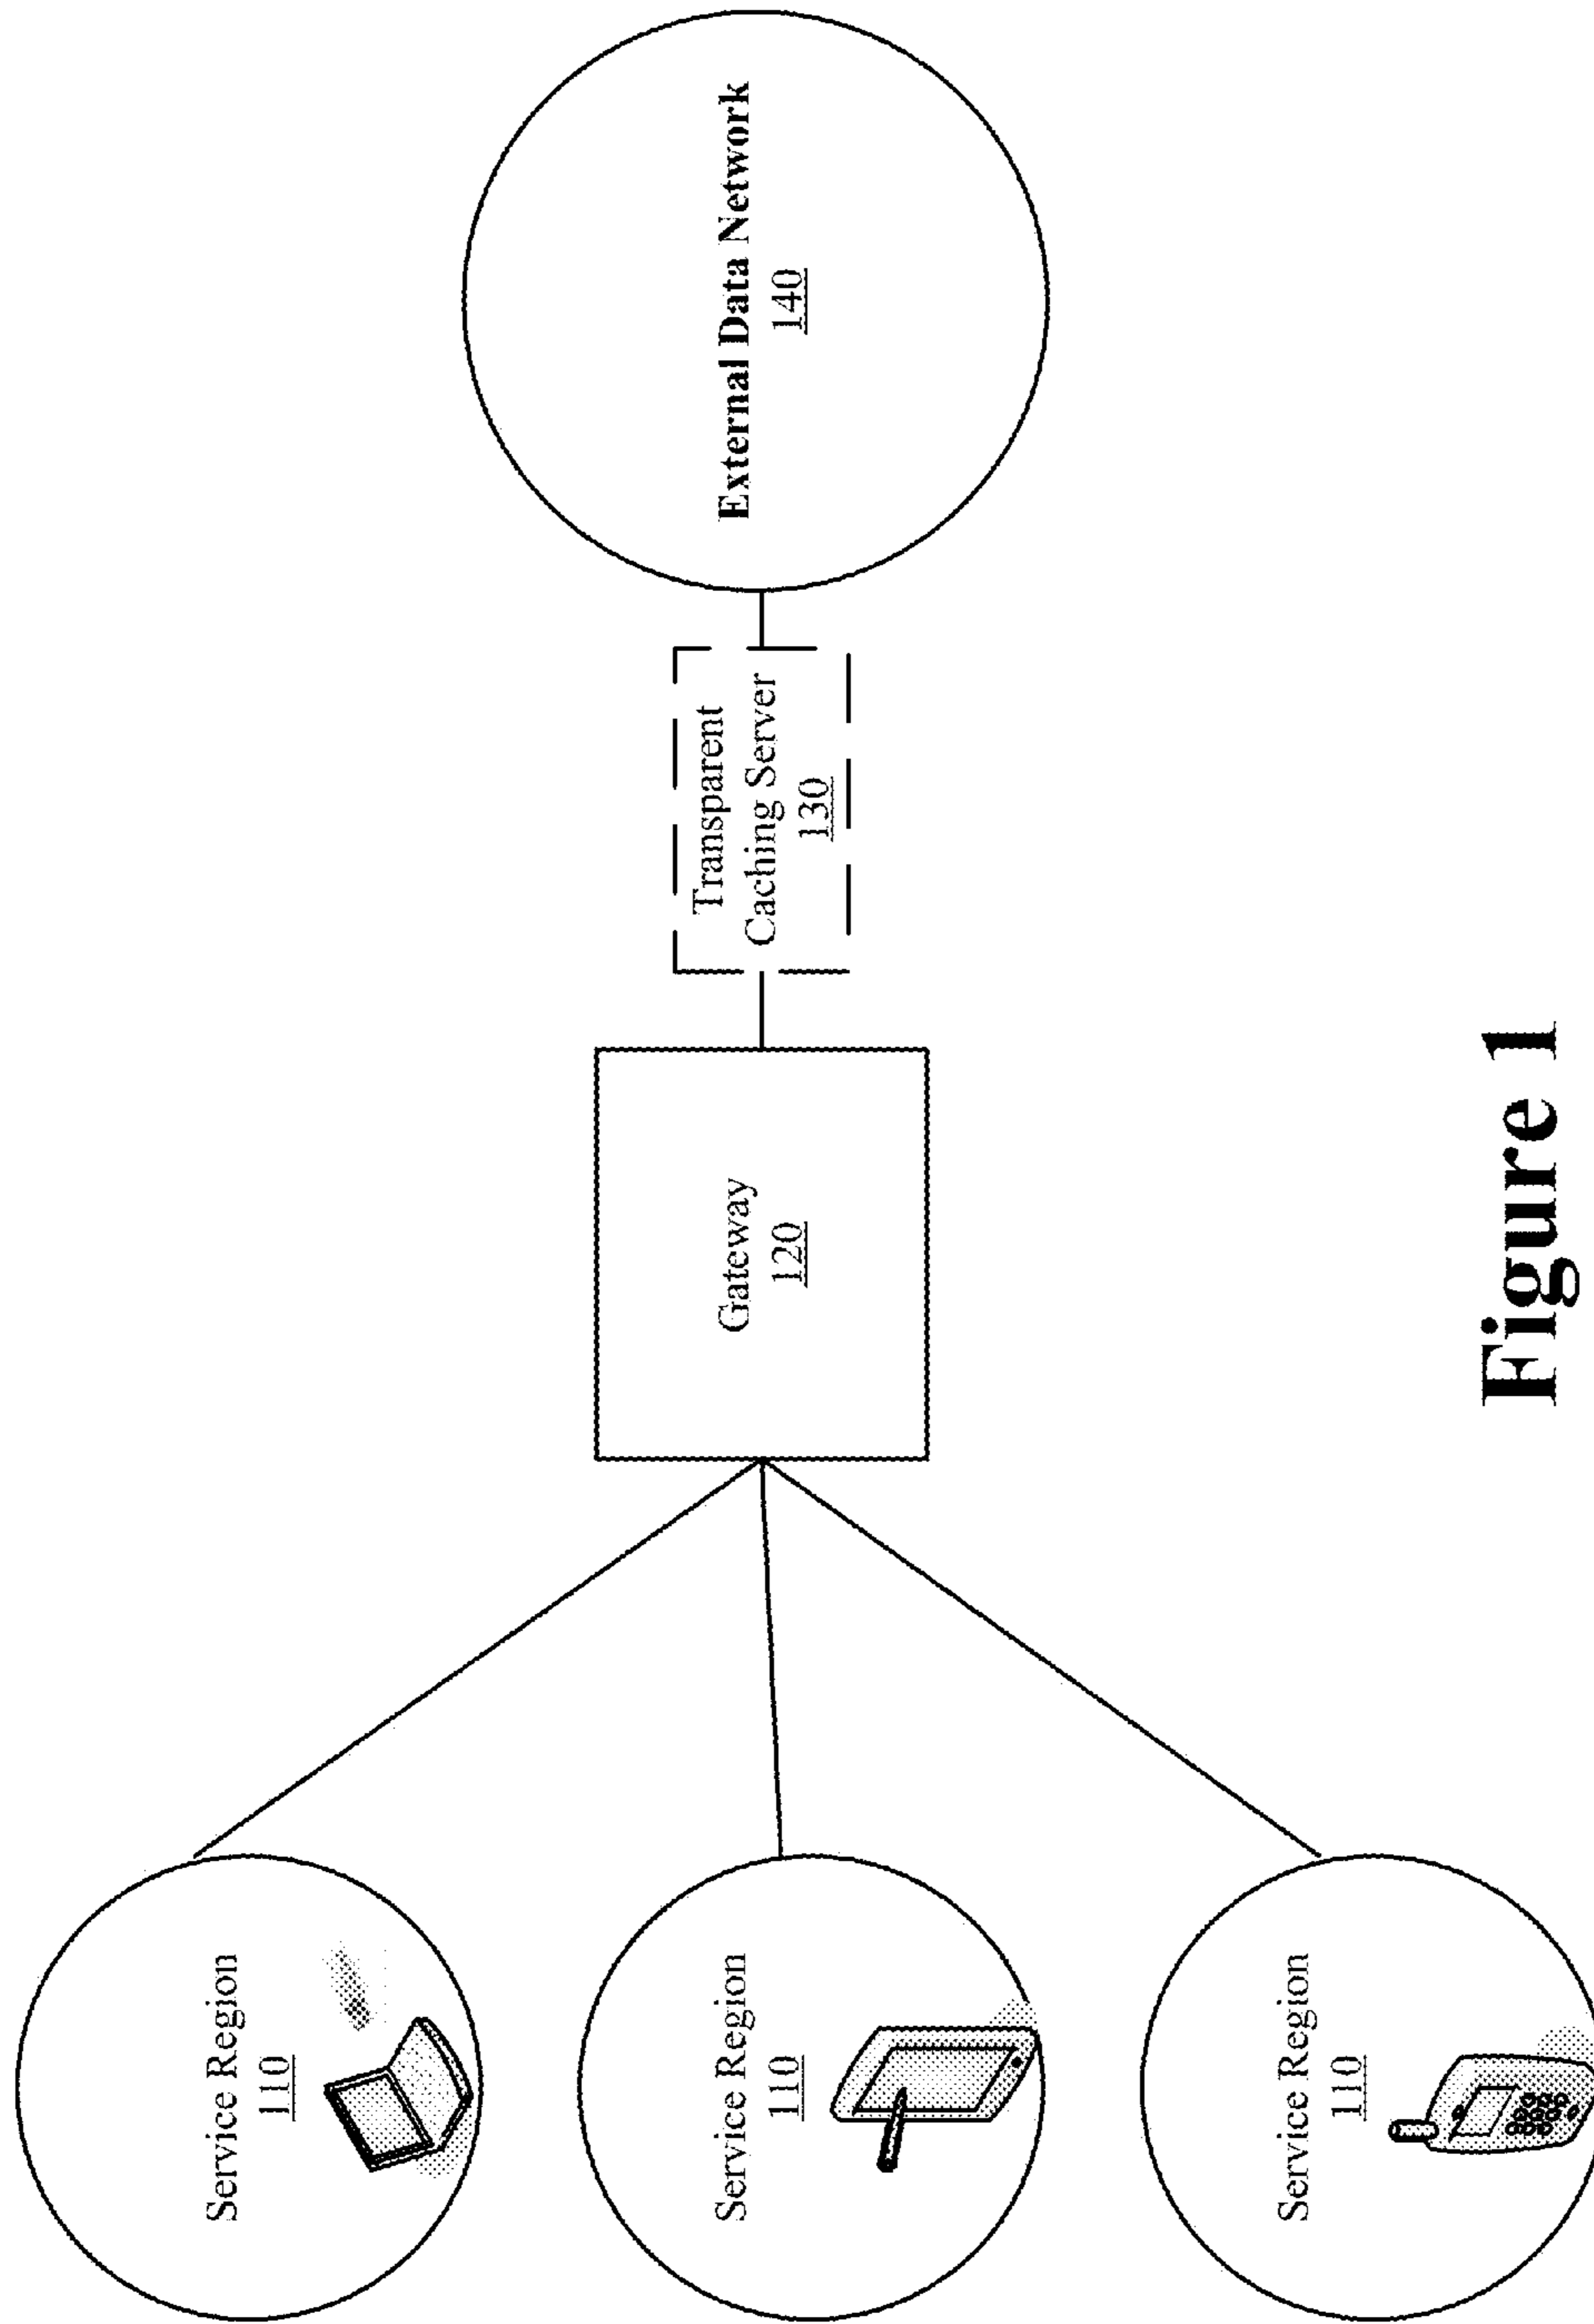 Service Region
110
Service Region
110
Service Region
110
Gateway
120
Transparent
Caching Server
130
External Data Network
140
Figure 1